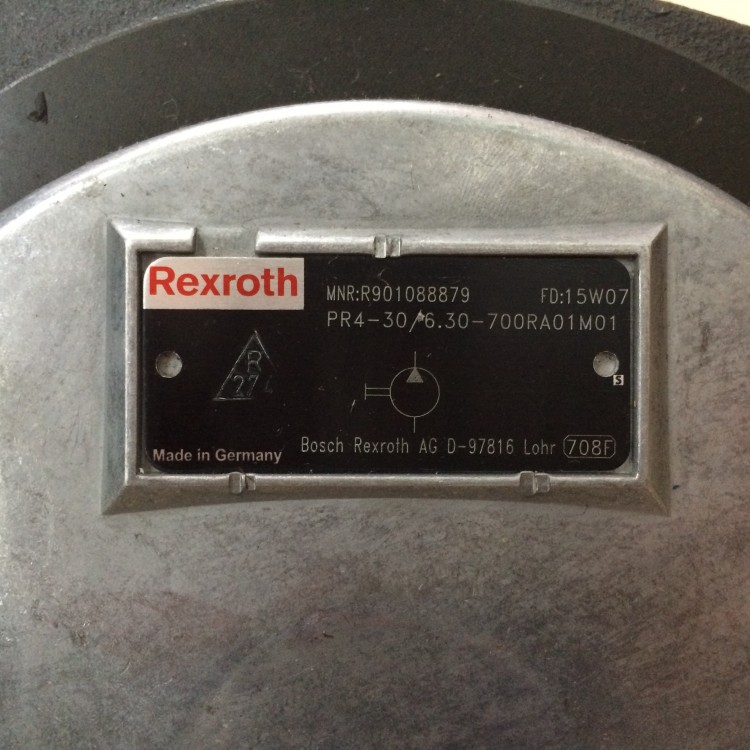 Rexroth
MNR:R901088879 FD:15W07
PR4-30/6.30-700RA01M01
R
S
Made in Germany
Bosch Rexroth AG D-97816 Lohr 708F